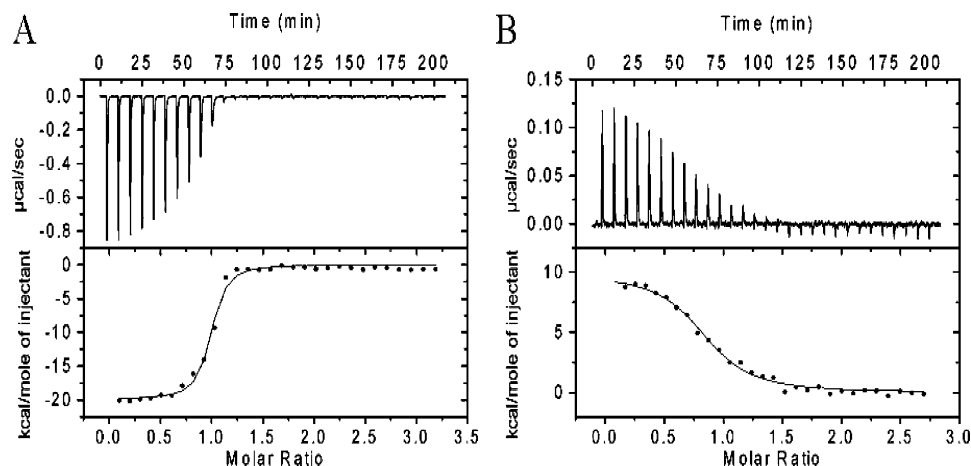 A
Time (min)
0 25 50 75 100 125 150 175 200
0.0
-0.2
-0.4
-0.6
-0.8
µcal/sec
0
-5
-10
-15
-20
kcal/mole of injectant
0.0 0.5 1.0 1.5 2.0 2.5 3.0 3.5
Molar Ratio
B
Time (min)
0 25 50 75 100 125 150 175 200
0.15
0.10
0.05
0.00
µcal/sec
10
5
0
kcal/mole of injectant
0.0 0.5 1.0 1.5 2.0 2.5 3.0
Molar Ratio